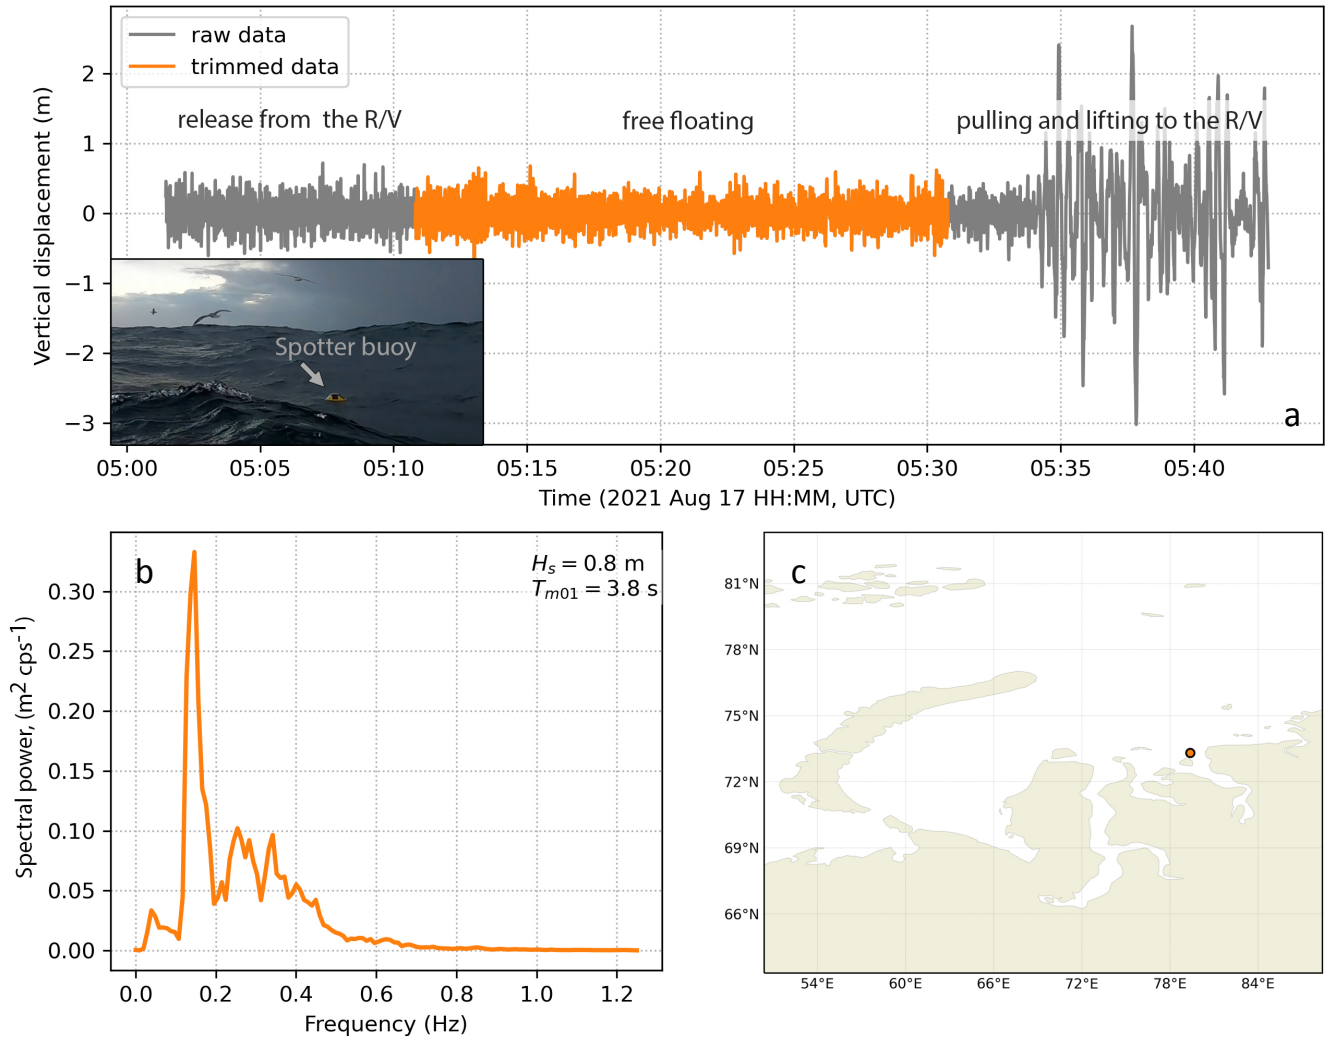 raw data
trimmed data
release from the R/V
free floating
pulling and lifting to the R/V
2
1
0
−1
−2
−3
Vertical displacement (m)
Spotter buoy
a
05:00 05:05 05:10 05:15 05:20 05:25 05:30 05:35 05:40
Time (2021 Aug 17 HH:MM, UTC)
b
Hs = 0.8 m
Tm01 = 3.8 s
0.30
0.25
0.20
0.15
0.10
0.05
0.00
Spectral power, (m2 cps-1)
0.0 0.2 0.4 0.6 0.8 1.0 1.2
Frequency (Hz)
c
81°N
78°N
75°N
72°N
69°N
66°N
54°E 60°E 66°E 72°E 78°E 84°E